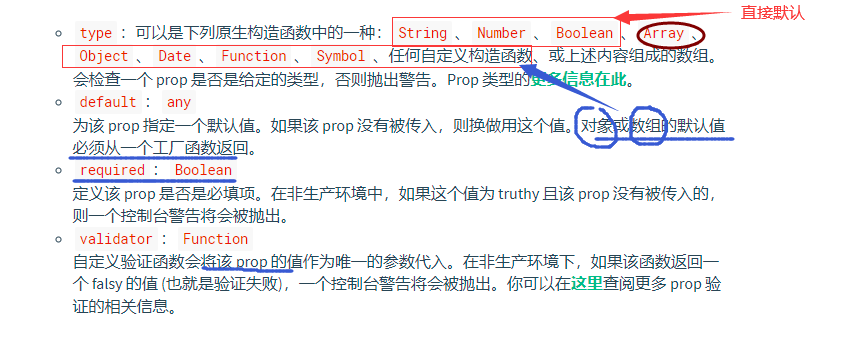 直接默认
type：可以是下列原生构造函数中的一种：String、Number、Boolean、Array、
Object、Date、Function、Symbol、任何自定义构造函数、或上述内容组成的数组。
会检查一个 prop 是否是给定的类型，否则抛出警告。Prop 类型的更多信息在此。
default：any
为该 prop 指定一个默认值。如果该 prop 没有被传入，则换做用这个值。对象或数组的默认值
必须从一个工厂函数返回。
required：Boolean
定义该 prop 是否是必填项。在非生产环境中，如果这个值为 truthy 且该 prop 没有被传入的，
则一个控制台警告将会被抛出。
validator：Function
自定义验证函数会将该 prop 的值作为唯一的参数代入。在非生产环境下，如果该函数返回一
个 falsy 的值 (也就是验证失败)，一个控制台警告将会被抛出。你可以在这里查阅更多 prop 验
证的相关信息。